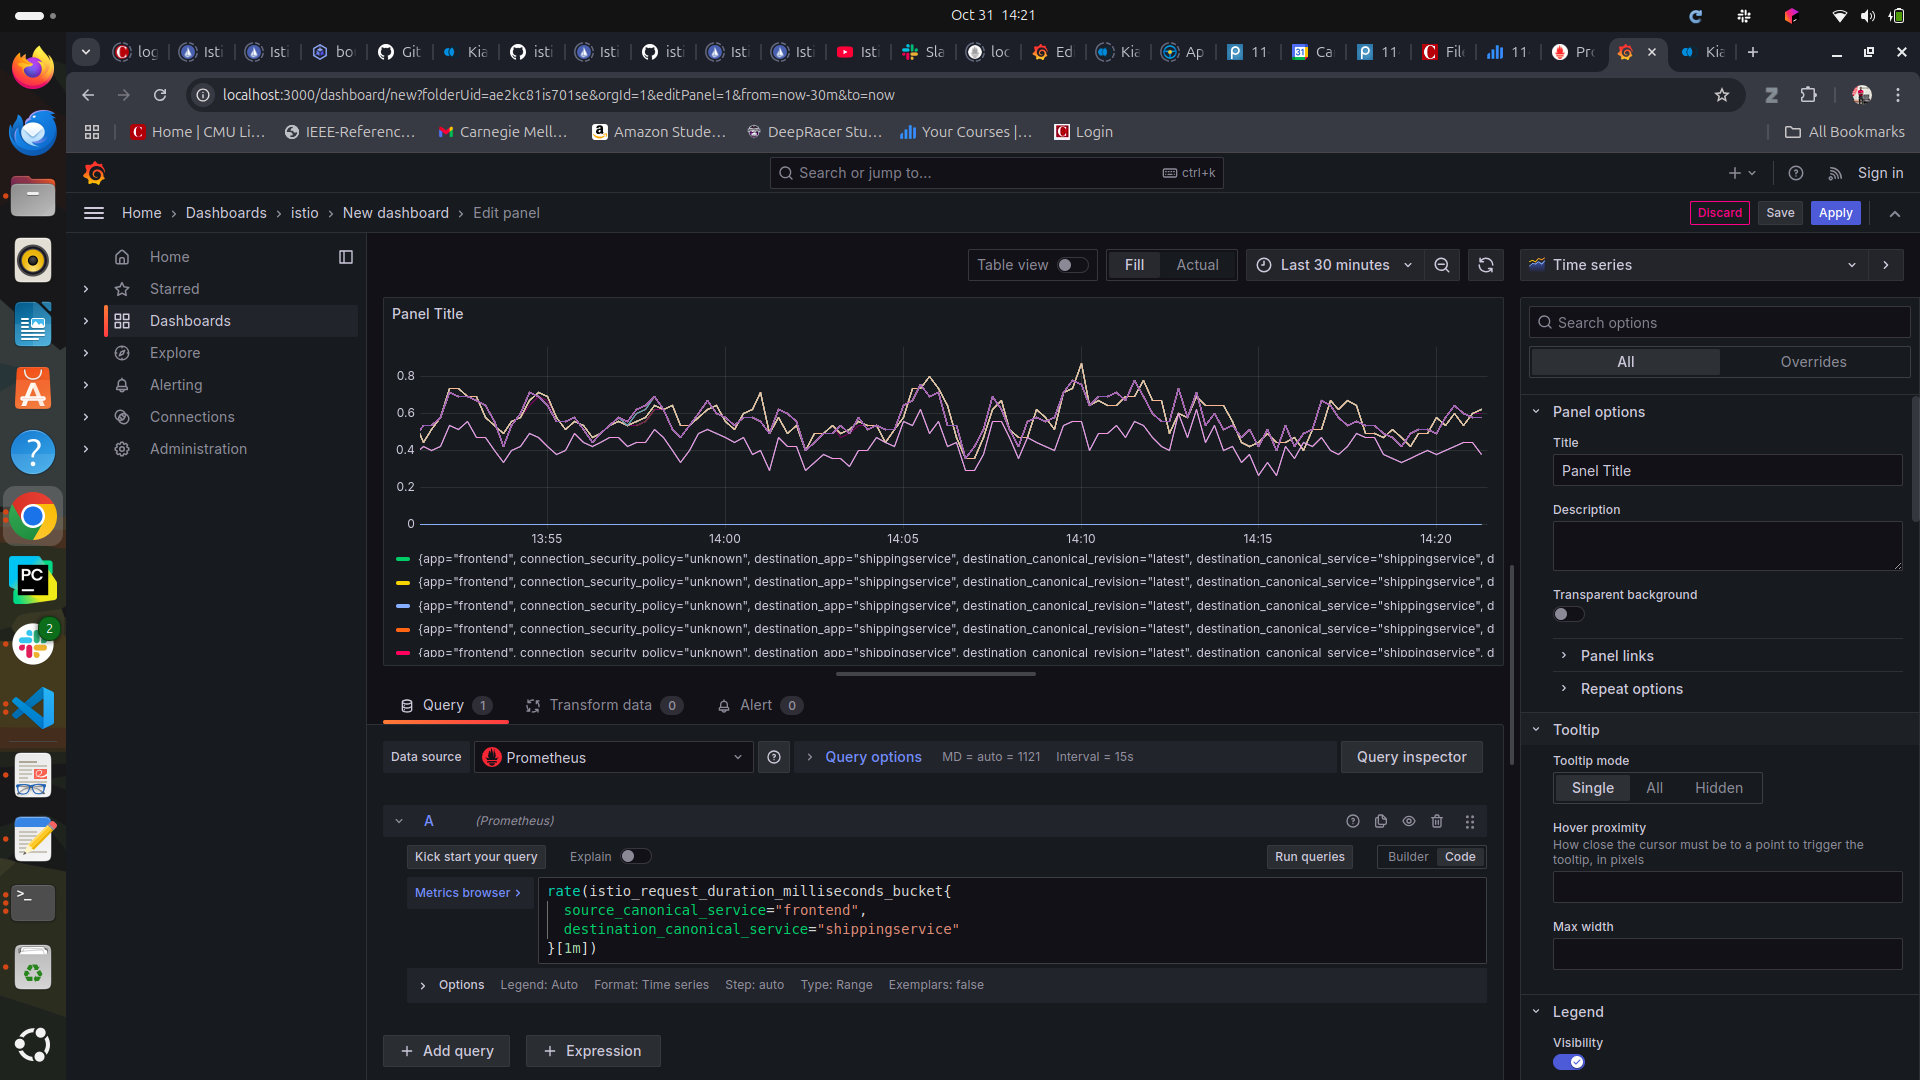 Oct 31 14:21
log
Isti
Isti
bo
Git
Kia
isti
Isti
isti
Isti
Isti
Isti
Sla
loc
Edi
Kia
Ap
11
Ca
11
File
11
Pro
Kia
localhost:3000/dashboard/new?folderUid=ae2kc81is701se&orgId=1&editPanel=1&from=now-30m&to=now
Home | CMU Li...
IEEE-Referenc...
Carnegie Mell...
Amazon Stude...
DeepRacer Stu...
Your Courses |...
Login
All Bookmarks
Search or jump to...
ctrl+k
Sign in
Home › Dashboards › istio › New dashboard › Edit panel
Discard
Save
Apply
Home
Starred
Dashboards
Explore
Alerting
Connections
Administration
Table view
Fill
Actual
Last 30 minutes
Time series
Panel Title
0.8
0.6
0.4
0.2
0
13:55
14:00
14:05
14:10
14:15
14:20
{app="frontend", connection_security_policy="unknown", destination_app="shippingservice", destination_canonical_revision="latest", destination_canonical_service="shippingservice", d
{app="frontend", connection_security_policy="unknown", destination_app="shippingservice", destination_canonical_revision="latest", destination_canonical_service="shippingservice", d
{app="frontend", connection_security_policy="unknown", destination_app="shippingservice", destination_canonical_revision="latest", destination_canonical_service="shippingservice", d
{app="frontend", connection_security_policy="unknown", destination_app="shippingservice", destination_canonical_revision="latest", destination_canonical_service="shippingservice", d
{app="frontend", connection_security_policy="unknown", destination_app="shippingservice", destination_canonical_revision="latest", destination_canonical_service="shippingservice", d
Query 1
Transform data 0
Alert 0
Data source
Prometheus
Query options
MD = auto = 1121
Interval = 15s
Query inspector
A
(Prometheus)
Kick start your query
Explain
Run queries
Builder
Code
Metrics browser >
rate(istio_request_duration_milliseconds_bucket{
source_canonical_service="frontend",
destination_canonical_service="shippingservice"
}[1m])
Options
Legend: Auto
Format: Time series
Step: auto
Type: Range
Exemplars: false
+ Add query
+ Expression
Search options
All
Overrides
Panel options
Title
Panel Title
Description
Transparent background
Panel links
Repeat options
Tooltip
Tooltip mode
Single
All
Hidden
Hover proximity
How close the cursor must be to a point to trigger the
tooltip, in pixels
Max width
Legend
Visibility
PC
2